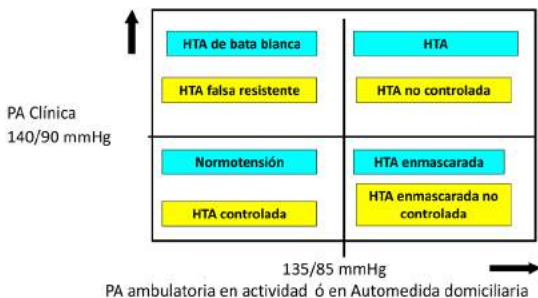 HTA de bata blanca
HTA
HTA falsa resistente
HTA no controlada
PA Clínica
140/90 mmHg
Normotensión
HTA enmascarada
HTA controlada
HTA enmascarada no
controlada
135/85 mmHg
PA ambulatoria en actividad ó en Automedida domiciliaria